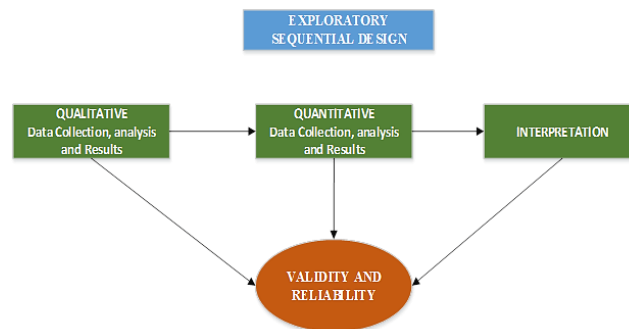 EXPLORATORY
SEQUENTIAL DESIGN
QUALITATIVE
Data Collection, analysis
and Results
QUANTITATIVE
Data Collection, analysis
and Results
INTERPRETATION
VALIDITY AND
RELIABILITY